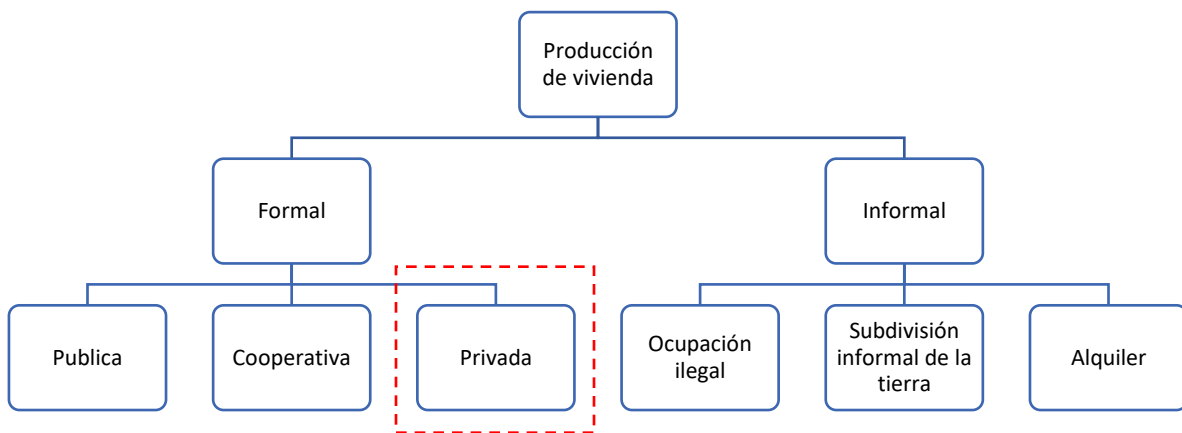 Producción
de vivienda
Formal
Informal
Publica
Cooperativa
Privada
Ocupación
ilegal
Subdivisión
informal de la
tierra
Alquiler